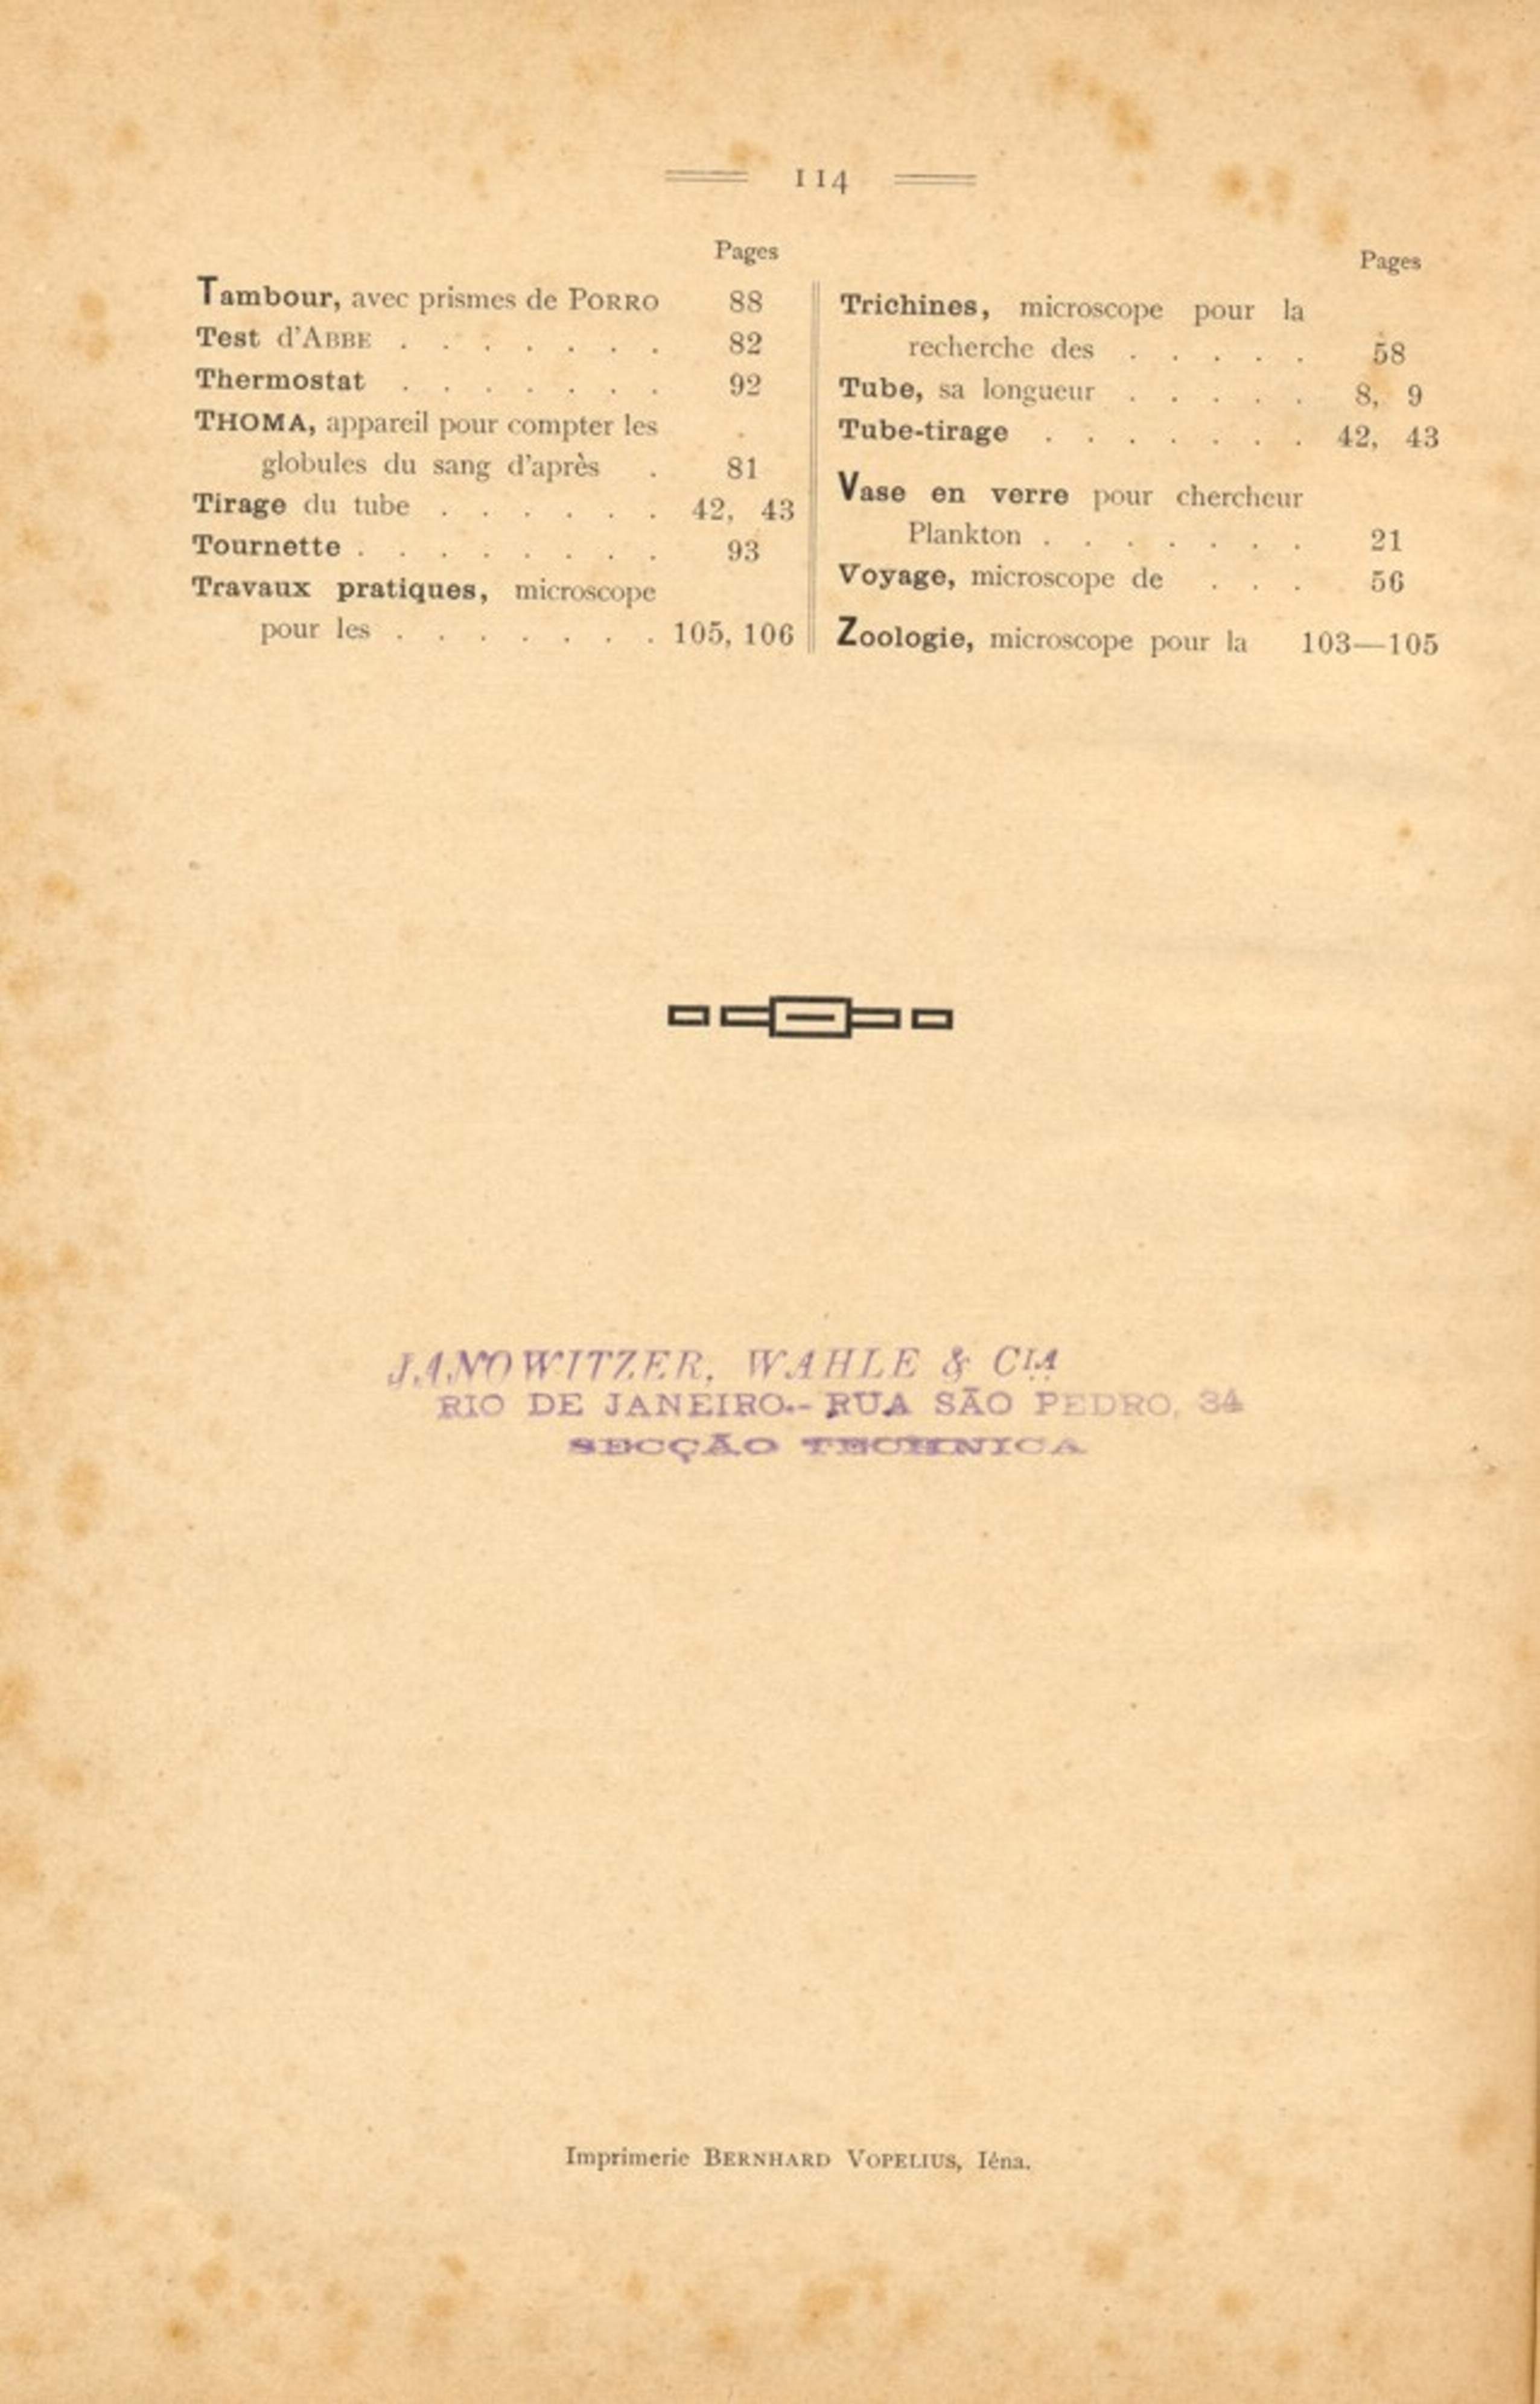 114
Pages
Tambour, avec prismes de PORRO 88
Test d'ABBE . . . . . . . 82
Thermostat . . . . . . . 92
THOMA, appareil pour compter les
globules du sang d'après . 81
Tirage du tube . . . . . . 42, 43
Tournette . . . . . . . . 93
Travaux pratiques, microscope
pour les . . . . . . . 105, 106
Pages
Trichines, microscope pour la
recherche des . . . . . 58
Tube, sa longueur . . . . . 8, 9
Tube-tirage . . . . . . . 42, 43
Vase en verre pour chercheur
Plankton . . . . . . . 21
Voyage, microscope de . . . 56
Zoologie, microscope pour la 103—105
JANOWITZER, WAHLE & CIA
RIO DE JANEIRO.- RUA SÃO PEDRO, 34
SECÇÃO TECHNICA
Imprimerie BERNHARD VOPELIUS, Iéna.